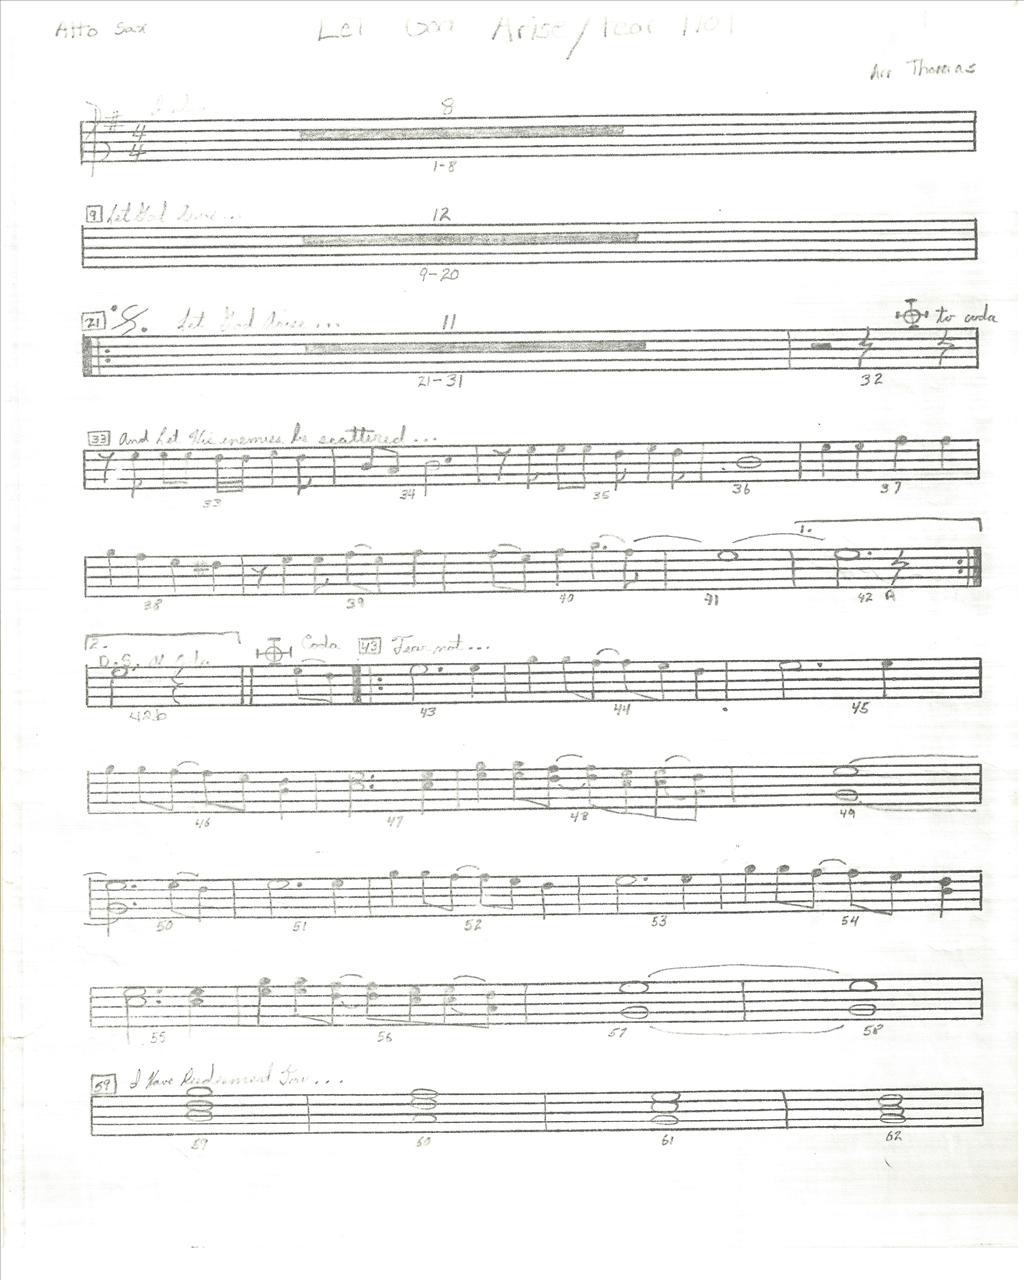 Alto Sax Let God Arise/Fear Not
Arr Thomas
4/4 8
1-8
9 Let God Arise... 12
9-20
21 Let God Arise... 11 to coda
21-31 32
33 And Let His enemies be scattered...
33 34 35 36 37
1.
38 39 40 41 42 A
2. Coda 43 Fear not...
D.S. al Coda
42b 43 44 45
46 47 48 49
50 51 52 53 54
55 56 57 58
59 I Have Redeemed You...
59 60 61 62